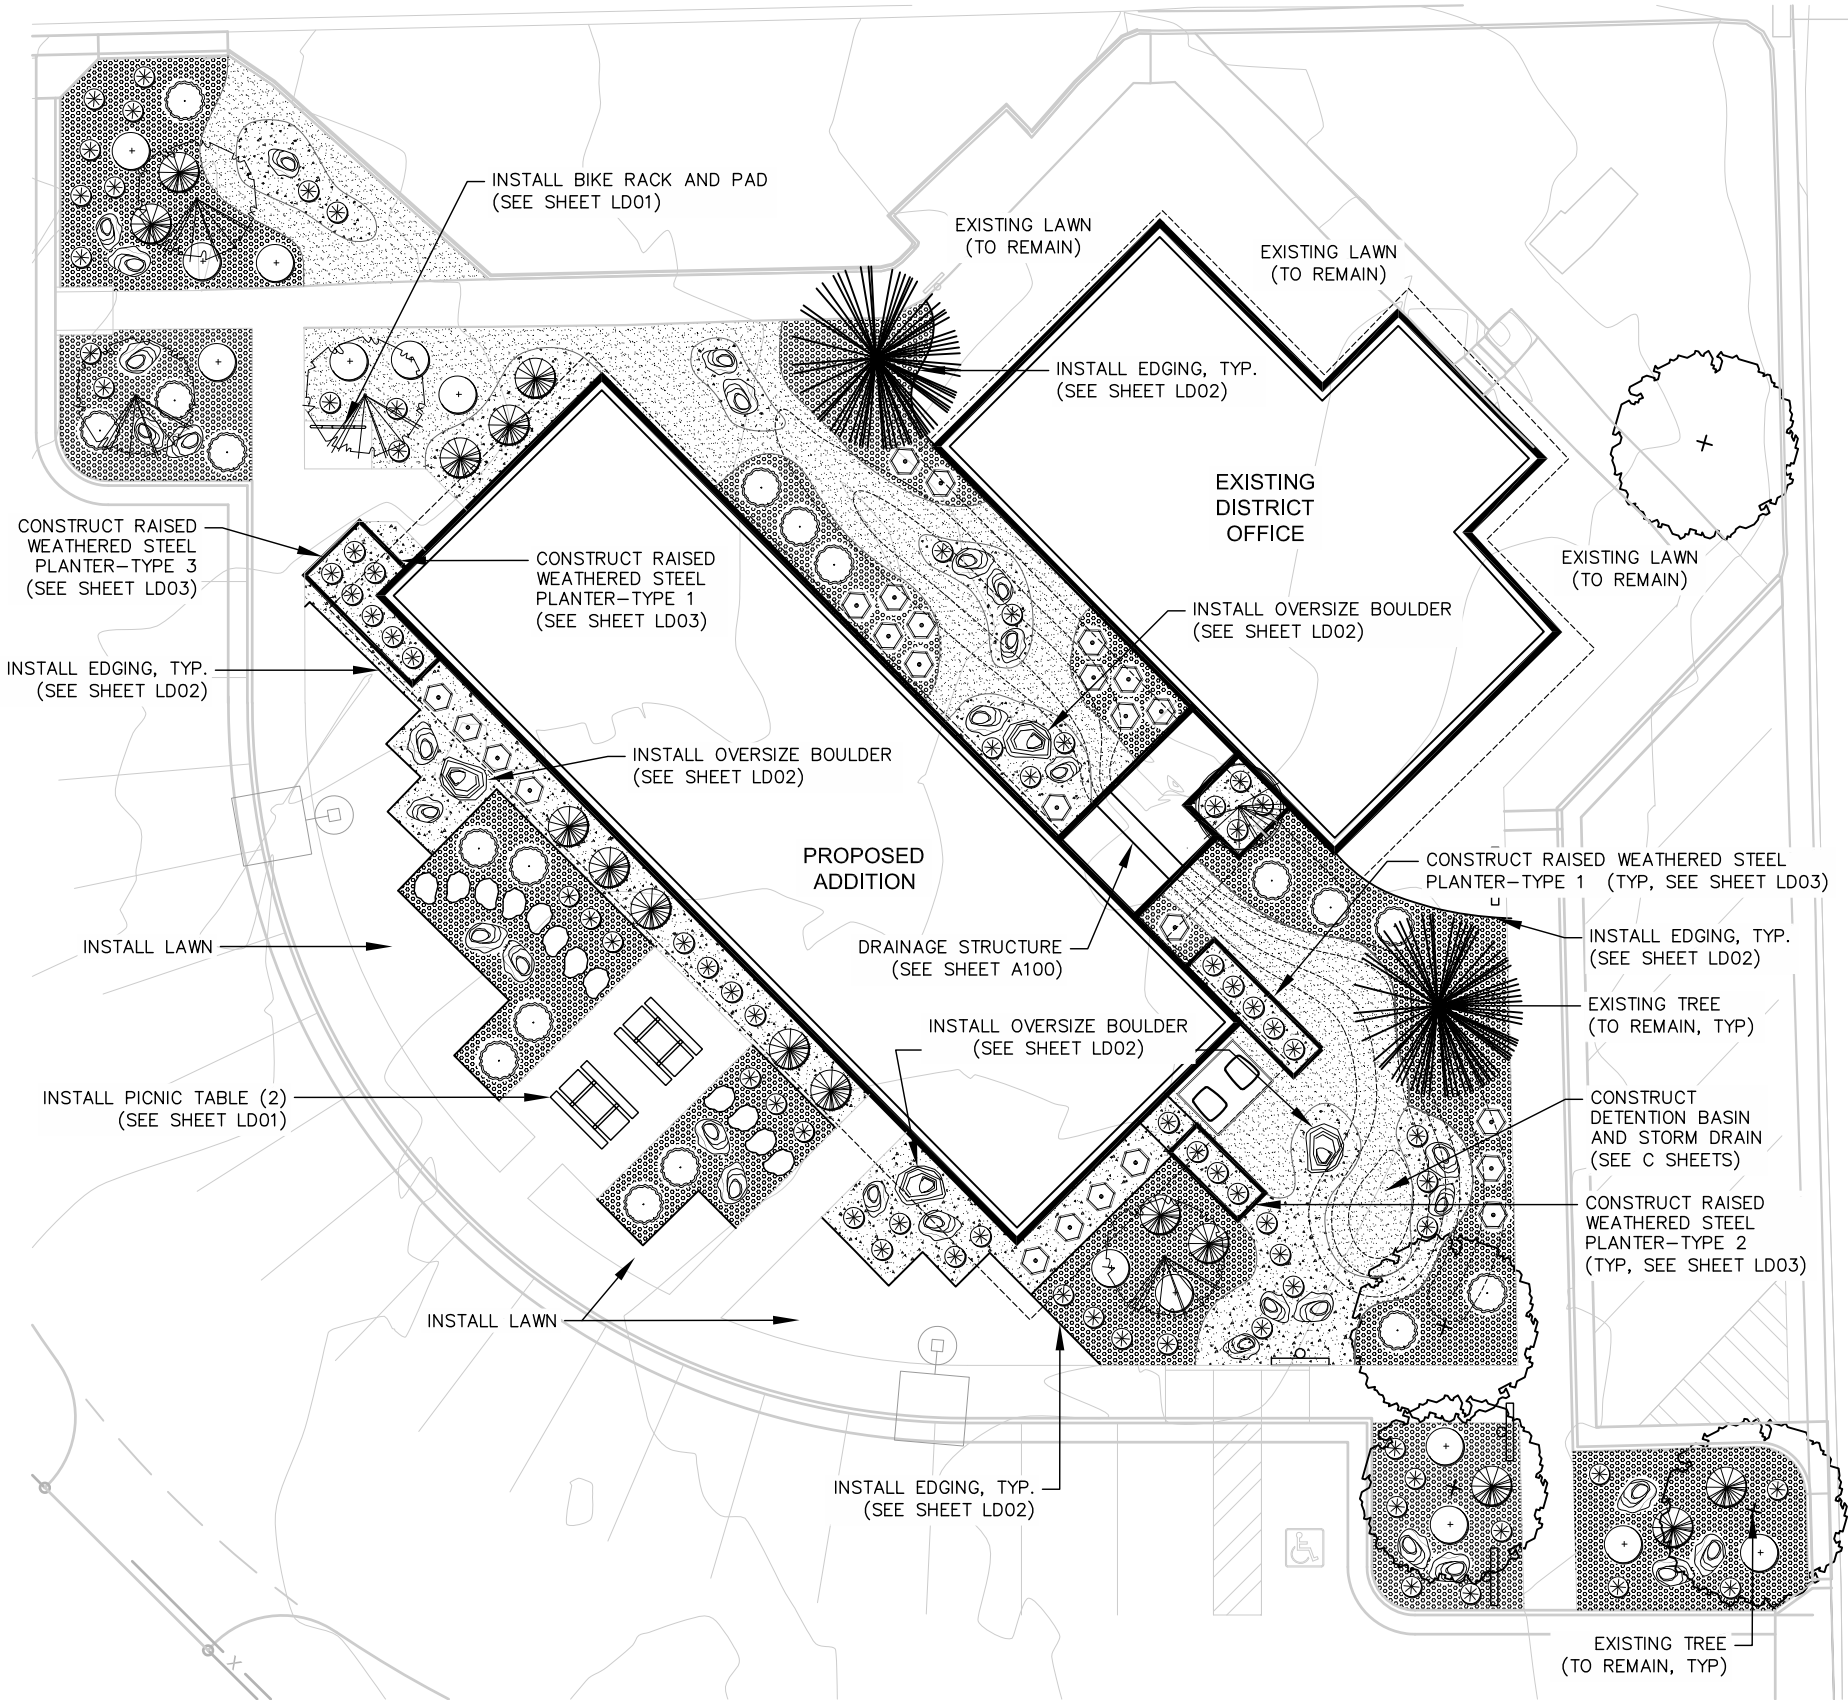 INSTALL BIKE RACK AND PAD
(SEE SHEET LD01)
EXISTING LAWN
(TO REMAIN)
EXISTING LAWN
(TO REMAIN)
INSTALL EDGING, TYP.
(SEE SHEET LD02)
EXISTING
DISTRICT
OFFICE
CONSTRUCT RAISED
WEATHERED STEEL
PLANTER-TYPE 3
(SEE SHEET LD03)
CONSTRUCT RAISED
WEATHERED STEEL
PLANTER-TYPE 1
(SEE SHEET LD03)
EXISTING LAWN
(TO REMAIN)
INSTALL OVERSIZE BOULDER
(SEE SHEET LD02)
INSTALL EDGING, TYP.
(SEE SHEET LD02)
INSTALL OVERSIZE BOULDER
(SEE SHEET LD02)
PROPOSED
ADDITION
CONSTRUCT RAISED WEATHERED STEEL
PLANTER-TYPE 1 (TYP, SEE SHEET LD03)
INSTALL LAWN
DRAINAGE STRUCTURE
(SEE SHEET A100)
INSTALL EDGING, TYP.
(SEE SHEET LD02)
EXISTING TREE
(TO REMAIN, TYP)
INSTALL OVERSIZE BOULDER
(SEE SHEET LD02)
INSTALL PICNIC TABLE (2)
(SEE SHEET LD01)
CONSTRUCT
DETENTION BASIN
AND STORM DRAIN
(SEE C SHEETS)
CONSTRUCT RAISED
WEATHERED STEEL
PLANTER-TYPE 2
(TYP, SEE SHEET LD03)
INSTALL LAWN
INSTALL EDGING, TYP.
(SEE SHEET LD02)
EXISTING TREE
(TO REMAIN, TYP)